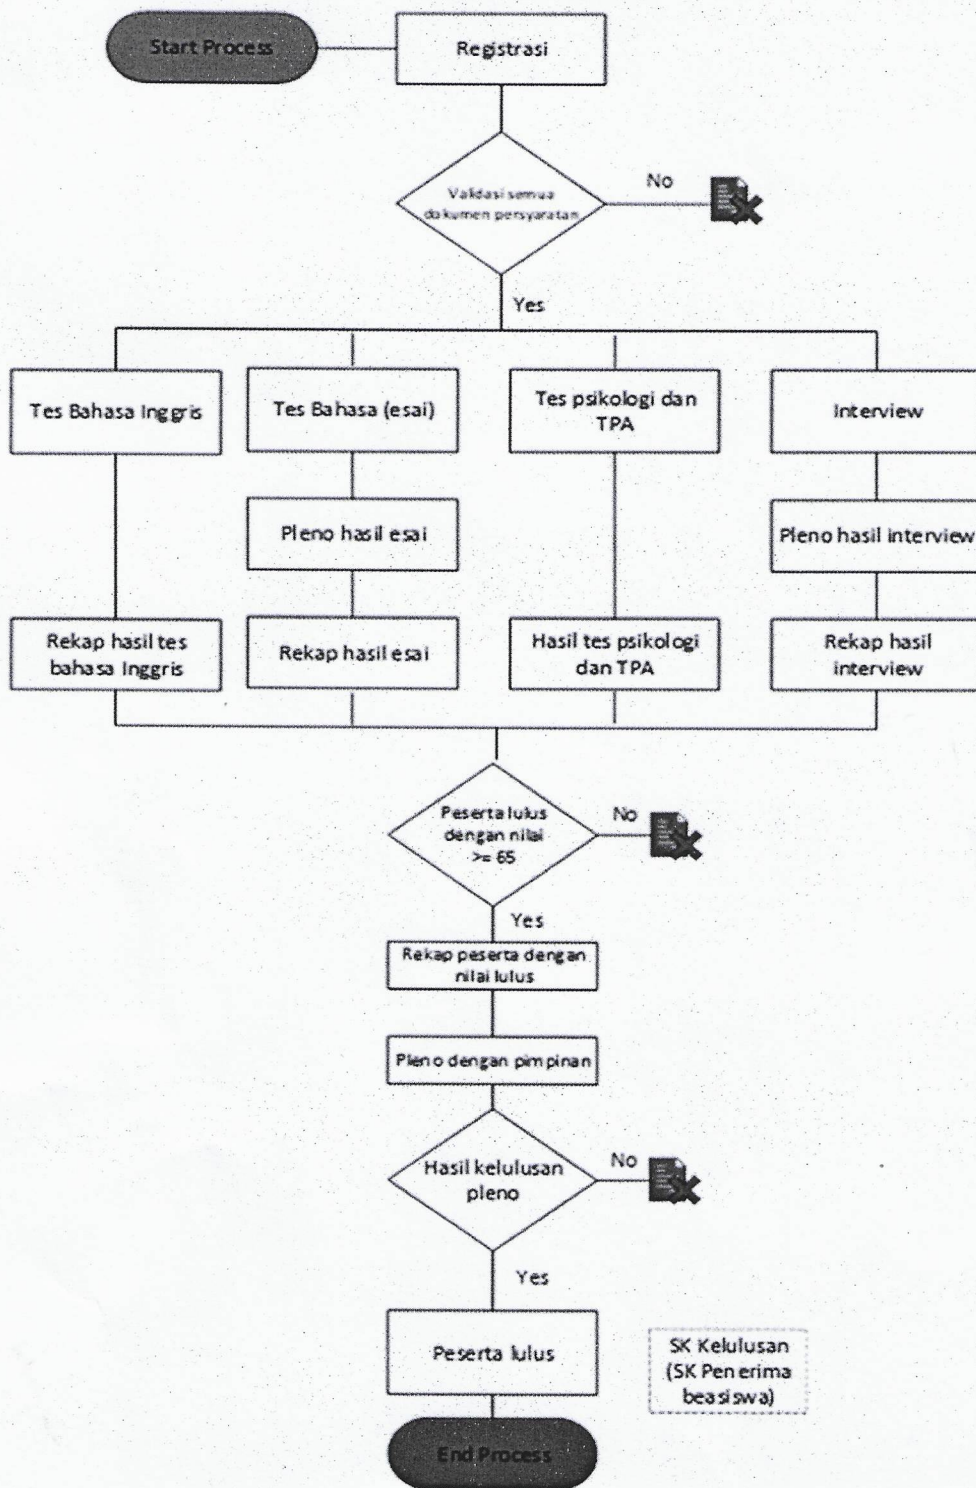 Start Process
Registrasi
Validasi semua
dokumen persyaratan
No
Yes
Tes Bahasa Inggris
Tes Bahasa (esai)
Tes psikologi dan
TPA
Interview
Pleno hasil esai
Pleno hasil interview
Rekap hasil tes
bahasa Inggris
Rekap hasil esai
Hasil tes psikologi
dan TPA
Rekap hasil
interview
Peserta lulus
dengan nilai
>= 65
No
Yes
Rekap peserta dengan
nilai lulus
Pleno dengan pimpinan
Hasil kelulusan
pleno
No
Yes
Peserta lulus
SK Kelulusan
(SK Penerima
beasiswa)
End Process